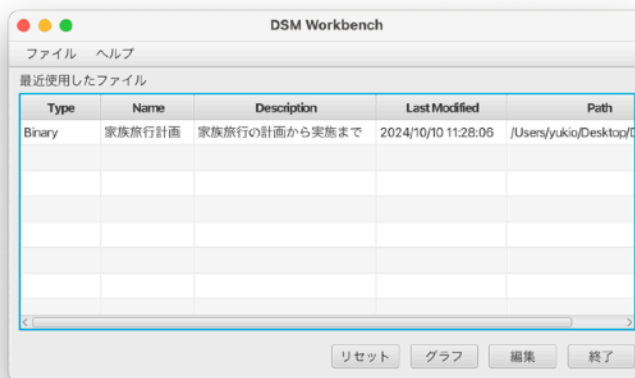 DSM Workbench
ファイル ヘルプ
最近使用したファイル
Type Name Description Last Modified Path
Binary 家族旅行計画 家族旅行の計画から実施まで 2024/10/10 11:28:06 /Users/yukio/Desktop/D
リセット グラフ 編集 終了